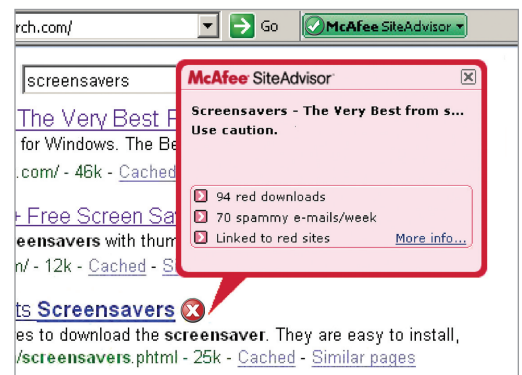 rch.com/ Go McAfee SiteAdvisor
screensavers
McAfee SiteAdvisor
Screensavers - The Very Best from s...
Use caution.
94 red downloads
70 spammy e-mails/week
Linked to red sites More info...
The Very Best F
for Windows. The Be
.com/ - 46k - Cached
Free Screen Sa
eensavers with thum
n/ - 12k - Cached - S
ts Screensavers
es to download the screensaver. They are easy to install,
/screensavers.phtml - 25k - Cached - Similar pages